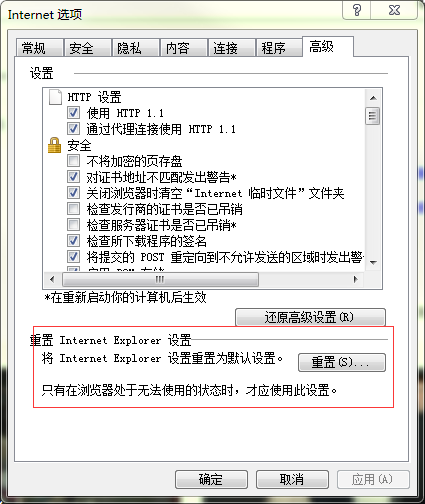 Internet 选项
常规 安全 隐私 内容 连接 程序 高级
设置
HTTP 设置
使用 HTTP 1.1
通过代理连接使用 HTTP 1.1
安全
不将加密的页存盘
对证书地址不匹配发出警告*
关闭浏览器时清空“Internet 临时文件”文件夹
检查发行商的证书是否已吊销
检查服务器证书是否已吊销*
检查所下载程序的签名
将提交的 POST 重定向到不允许发送的区域时发出警
启用 DOM 存储
*在重新启动你的计算机后生效
还原高级设置(R)
重置 Internet Explorer 设置
将 Internet Explorer 设置重置为默认设置。
重置(S)...
只有在浏览器处于无法使用的状态时，才应使用此设置。
确定 取消 应用(A)